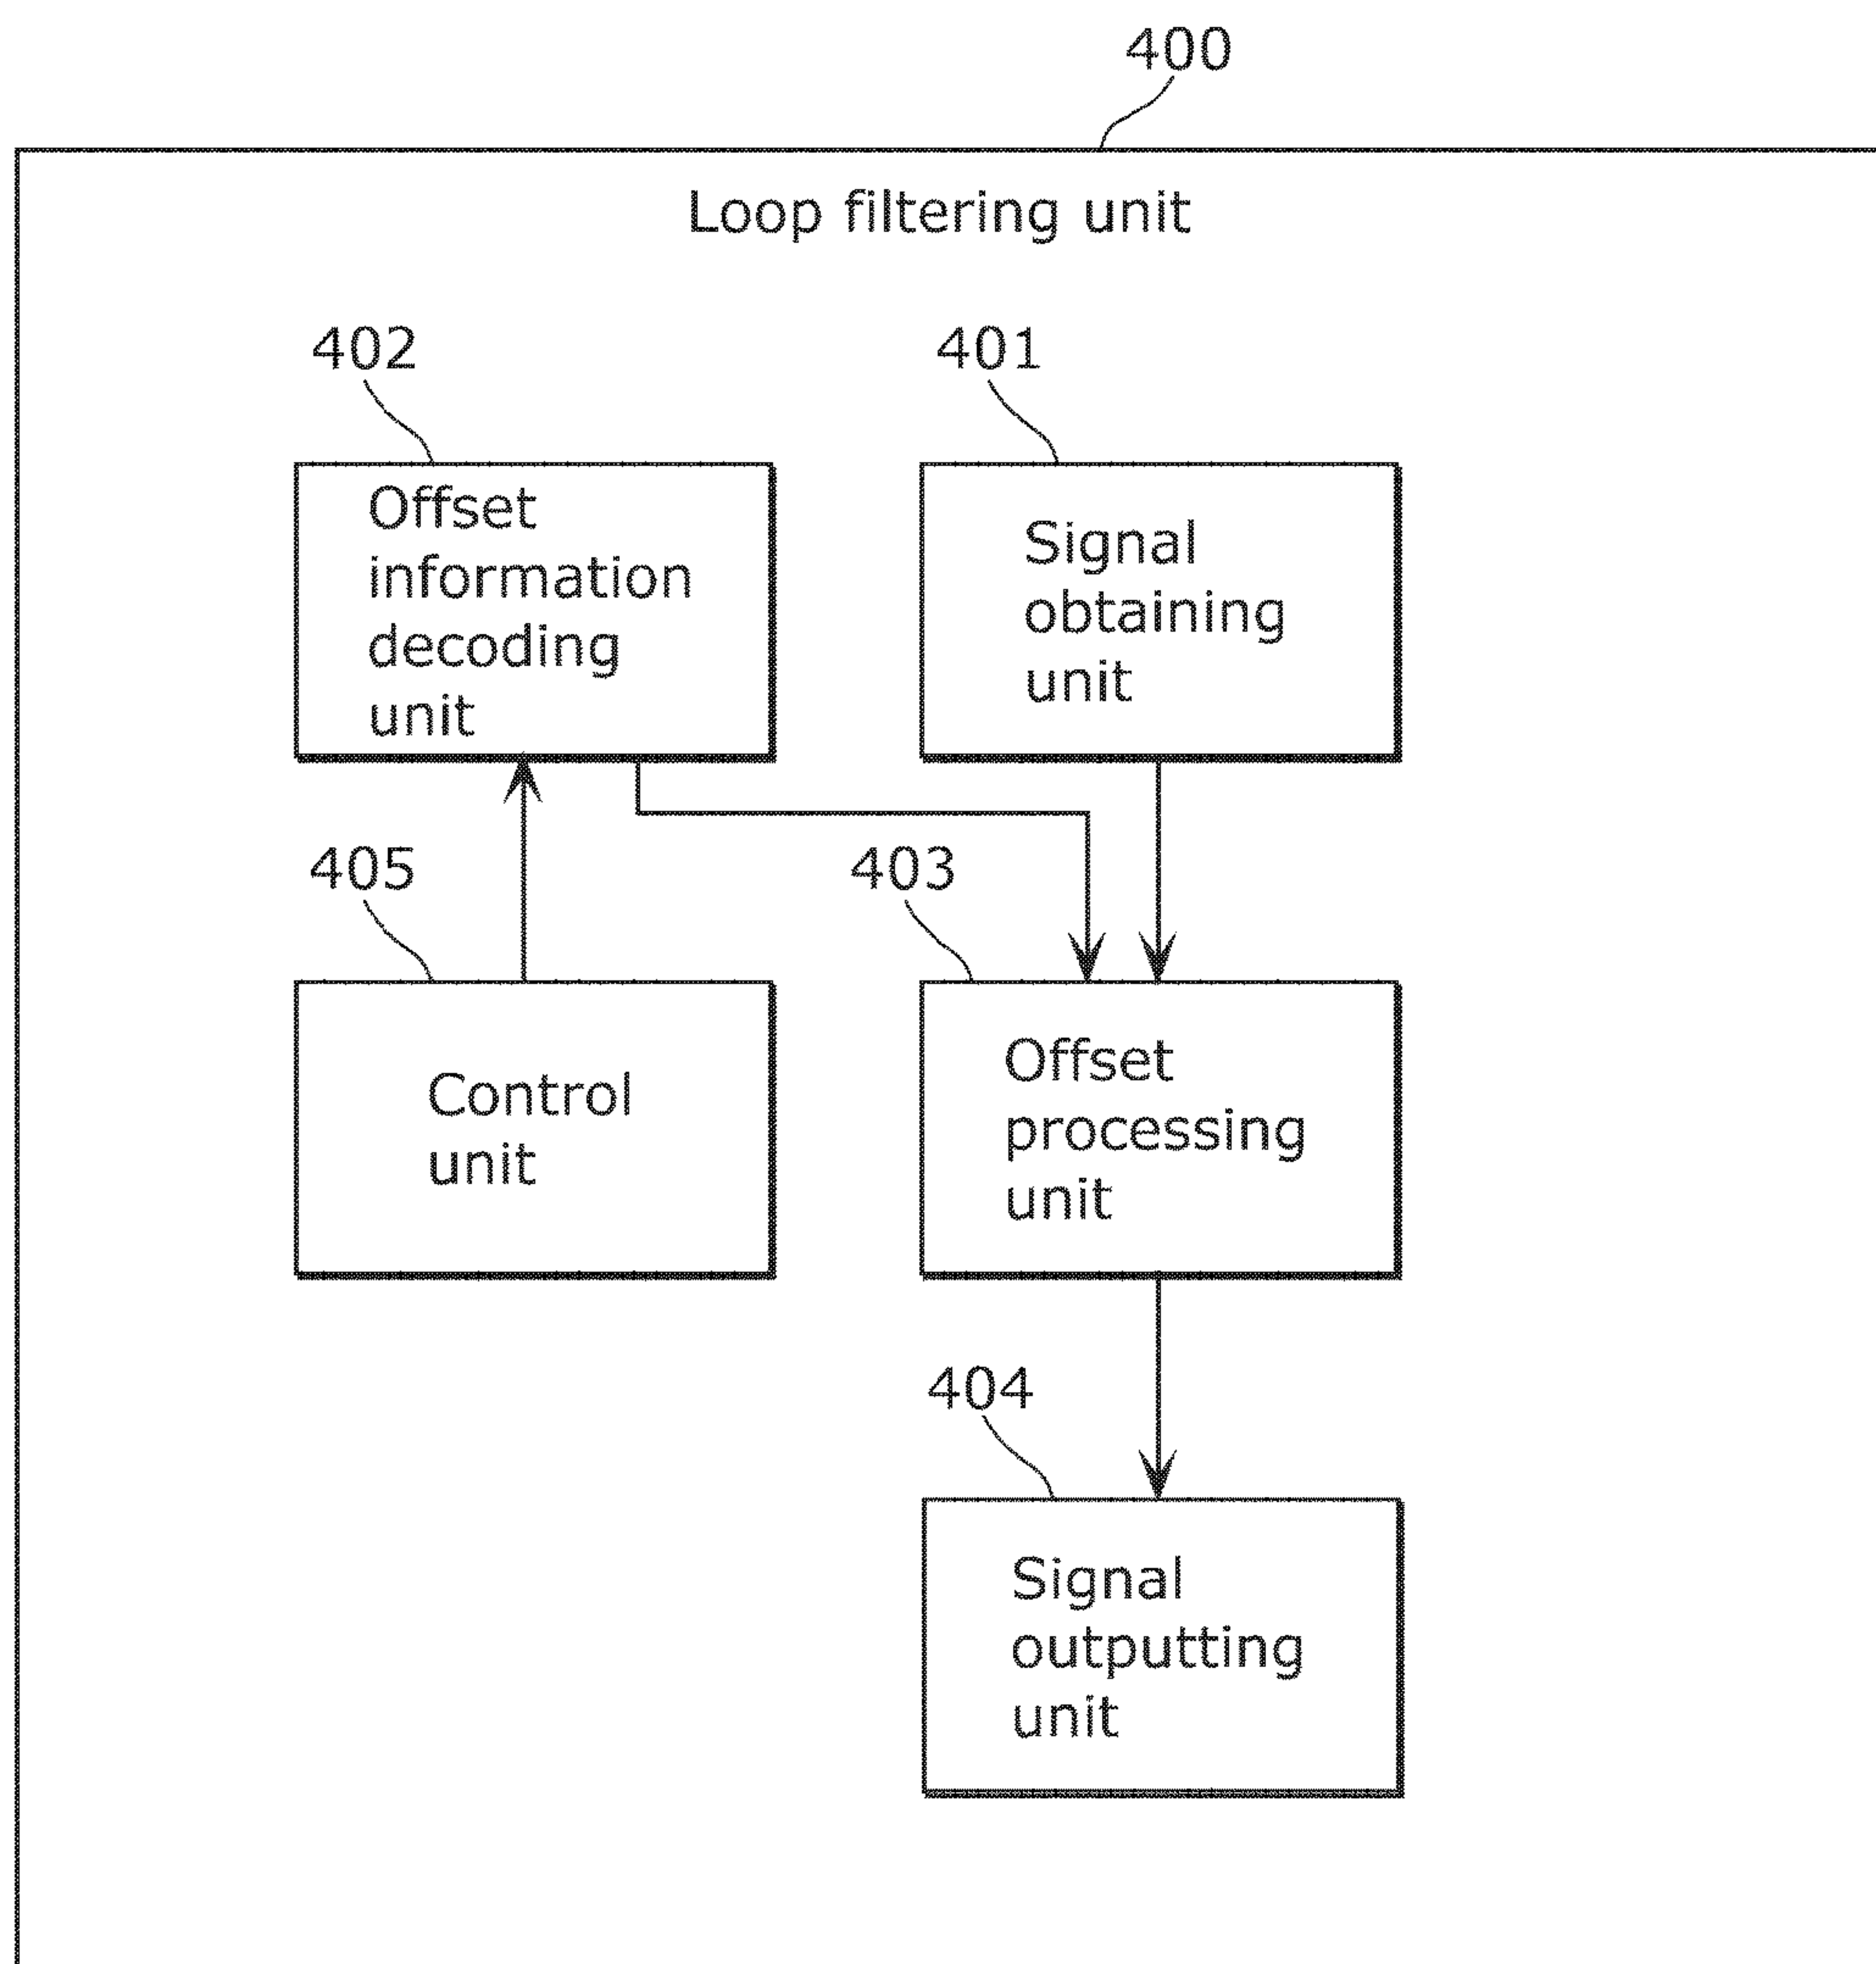 400
Loop filtering unit
402
401
Offset
information
decoding
unit
Signal
obtaining
unit
405
403
Control
unit
Offset
processing
unit
404
Signal
outputting
unit